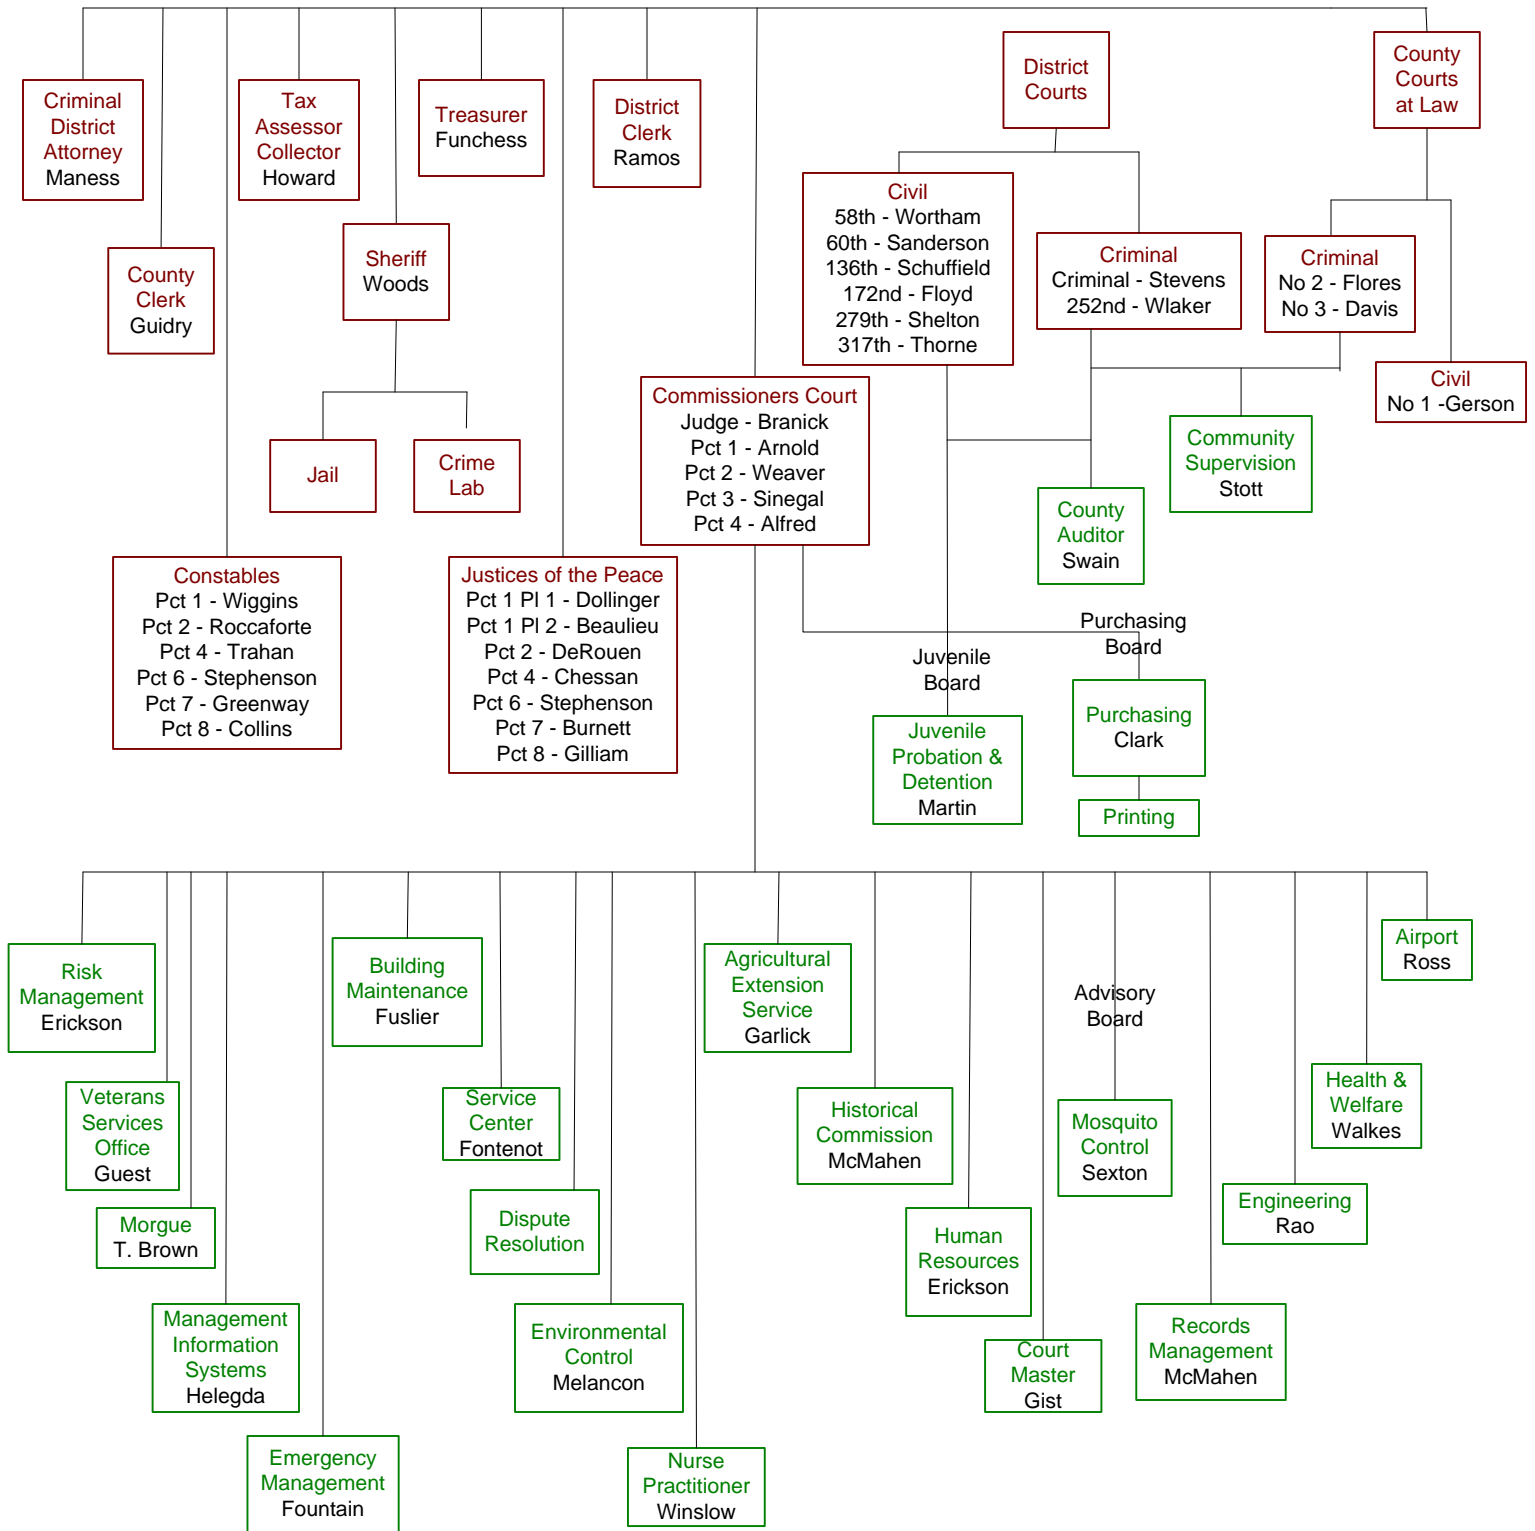 Criminal
District
Attorney
Maness
County
Clerk
Guidry
Tax
Assessor
Collector
Howard
Sheriff
Woods
Jail
Crime
Lab
Treasurer
Funchess
District
Clerk
Ramos
District
Courts
County
Courts
at Law
Civil
58th - Wortham
60th - Sanderson
136th - Schuffield
172nd - Floyd
279th - Shelton
317th - Thorne
Criminal
Criminal - Stevens
252nd - Wlaker
Criminal
No 2 - Flores
No 3 - Davis
Civil
No 1 -Gerson
Commissioners Court
Judge - Branick
Pct 1 - Arnold
Pct 2 - Weaver
Pct 3 - Sinegal
Pct 4 - Alfred
Community
Supervision
Stott
County
Auditor
Swain
Constables
Pct 1 - Wiggins
Pct 2 - Roccaforte
Pct 4 - Trahan
Pct 6 - Stephenson
Pct 7 - Greenway
Pct 8 - Collins
Justices of the Peace
Pct 1 Pl 1 - Dollinger
Pct 1 Pl 2 - Beaulieu
Pct 2 - DeRouen
Pct 4 - Chessan
Pct 6 - Stephenson
Pct 7 - Burnett
Pct 8 - Gilliam
Juvenile
Board
Purchasing
Board
Juvenile
Probation &
Detention
Martin
Purchasing
Clark
Printing
Risk
Management
Erickson
Veterans
Services
Office
Guest
Morgue
T. Brown
Management
Information
Systems
Helegda
Emergency
Management
Fountain
Building
Maintenance
Fuslier
Service
Center
Fontenot
Dispute
Resolution
Environmental
Control
Melancon
Nurse
Practitioner
Winslow
Agricultural
Extension
Service
Garlick
Historical
Commission
McMahen
Human
Resources
Erickson
Court
Master
Gist
Advisory
Board
Mosquito
Control
Sexton
Records
Management
McMahen
Engineering
Rao
Health &
Welfare
Walkes
Airport
Ross